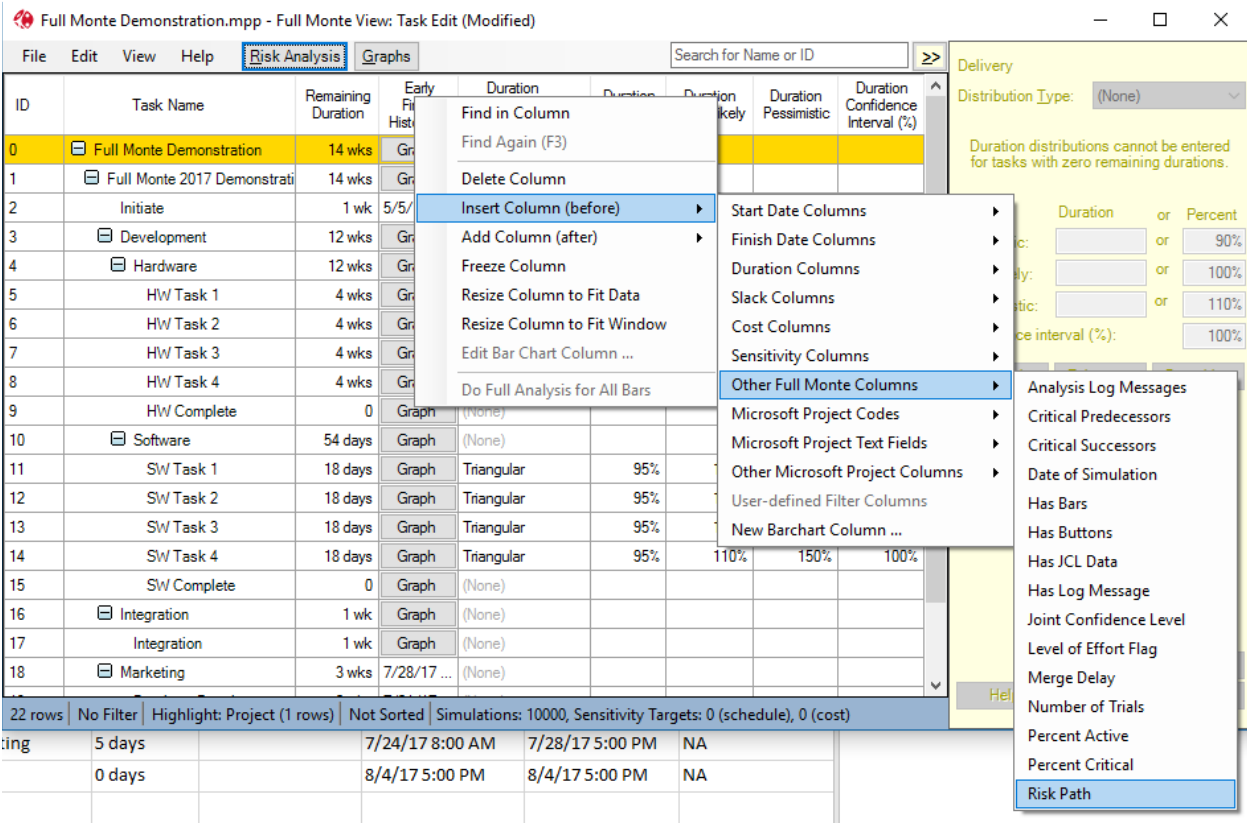 Full Monte Demonstration.mpp - Full Monte View: Task Edit (Modified)
File Edit View Help Risk Analysis Graphs Search for Name or ID >>
ID Task Name Remaining Duration Early Duration Duration Pessimistic Duration Confidence Interval (%)
0 Full Monte Demonstration 14 wks
1 Full Monte 2017 Demonstrati 14 wks
2 Initiate 1 wk 5/5/
3 Development 12 wks
4 Hardware 12 wks
5 HW Task 1 4 wks
6 HW Task 2 4 wks
7 HW Task 3 4 wks
8 HW Task 4 4 wks
9 HW Complete 0 Graph (None)
10 Software 54 days Graph (None)
11 SW Task 1 18 days Graph Triangular 95%
12 SW Task 2 18 days Graph Triangular 95%
13 SW Task 3 18 days Graph Triangular 95%
14 SW Task 4 18 days Graph Triangular 95% 110% 150% 100%
15 SW Complete 0 Graph (None)
16 Integration 1 wk Graph (None)
17 Integration 1 wk Graph (None)
18 Marketing 3 wks 7/28/17 ... (None)
22 rows No Filter Highlight: Project (1 rows) Not Sorted Simulations: 10000, Sensitivity Targets: 0 (schedule), 0 (cost)
Find in Column
Find Again (F3)
Delete Column
Insert Column (before)
Add Column (after)
Freeze Column
Resize Column to Fit Data
Resize Column to Fit Window
Edit Bar Chart Column ...
Do Full Analysis for All Bars
Start Date Columns
Finish Date Columns
Duration Columns
Slack Columns
Cost Columns
Sensitivity Columns
Other Full Monte Columns
Microsoft Project Codes
Microsoft Project Text Fields
Other Microsoft Project Columns
User-defined Filter Columns
New Barchart Column ...
Analysis Log Messages
Critical Predecessors
Critical Successors
Date of Simulation
Has Bars
Has Buttons
Has JCL Data
Has Log Message
Joint Confidence Level
Level of Effort Flag
Merge Delay
Number of Trials
Percent Active
Percent Critical
Risk Path
Delivery
Distribution Type: (None)
Duration distributions cannot be entered
for tasks with zero remaining durations.
Duration or Percent
ic: or 90%
ly: or 100%
stic: or 110%
ce interval (%): 100%
Hel
ting 5 days 7/24/17 8:00 AM 7/28/17 5:00 PM NA
0 days 8/4/17 5:00 PM 8/4/17 5:00 PM NA